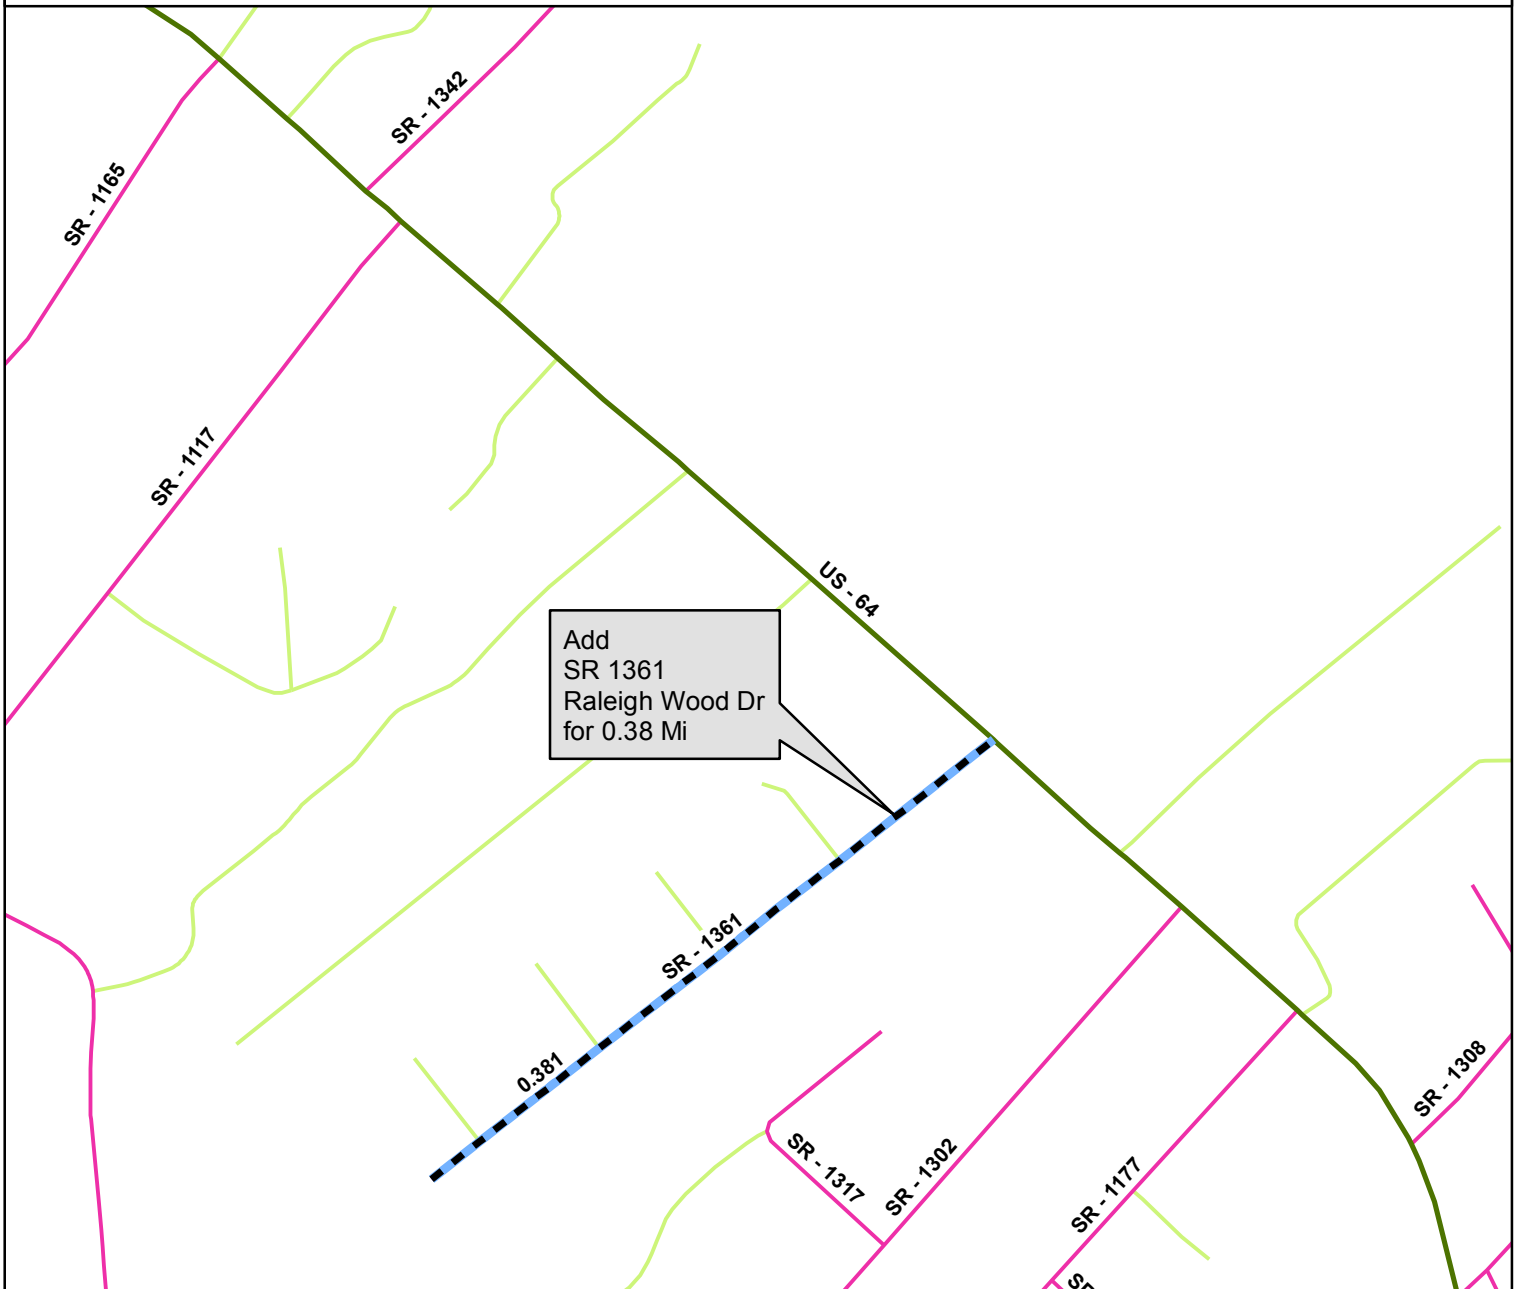 SR - 1342
SR - 1165
SR - 1117
US - 64
Add
SR 1361
Raleigh Wood Dr
for 0.38 Mi
SR - 1361
0.381
SR - 1308
SR - 1317
SR - 1302
SR - 1177